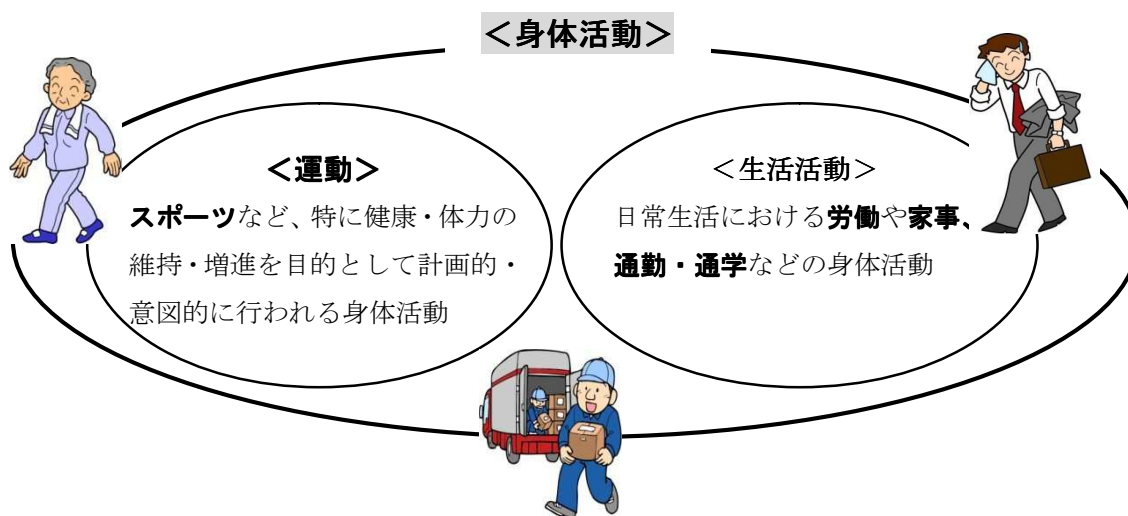 ＜身体活動＞
＜運動＞
スポーツなど、特に健康・体力の
維持・増進を目的として計画的・
意図的に行われる身体活動
＜生活活動＞
日常生活における労働や家事、
通勤・通学などの身体活動